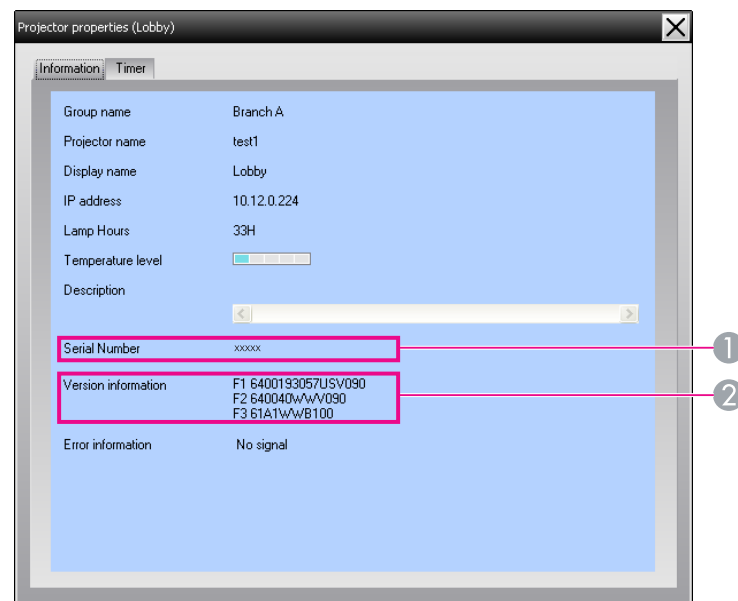 Projector properties (Lobby)
Information Timer
Group name Branch A
Projector name test1
Display name Lobby
IP address 10.12.0.224
Lamp Hours 33H
Temperature level
Description
Serial Number xxxxx 1
Version information F1 6400193057USV090 2
F2 640040WWV090
F3 61A1WWB100
Error information No signal